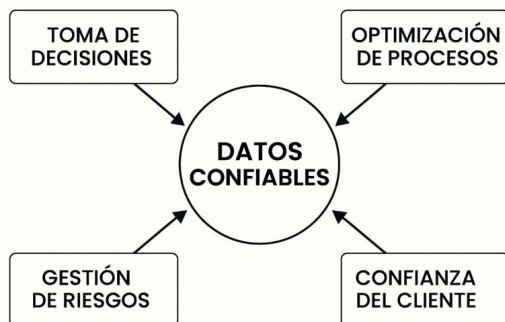 TOMA DE
DECISIONES
OPTIMIZACIÓN
DE PROCESOS
DATOS
CONFIABLES
GESTIÓN
DE RIESGOS
CONFIANZA
DEL CLIENTE